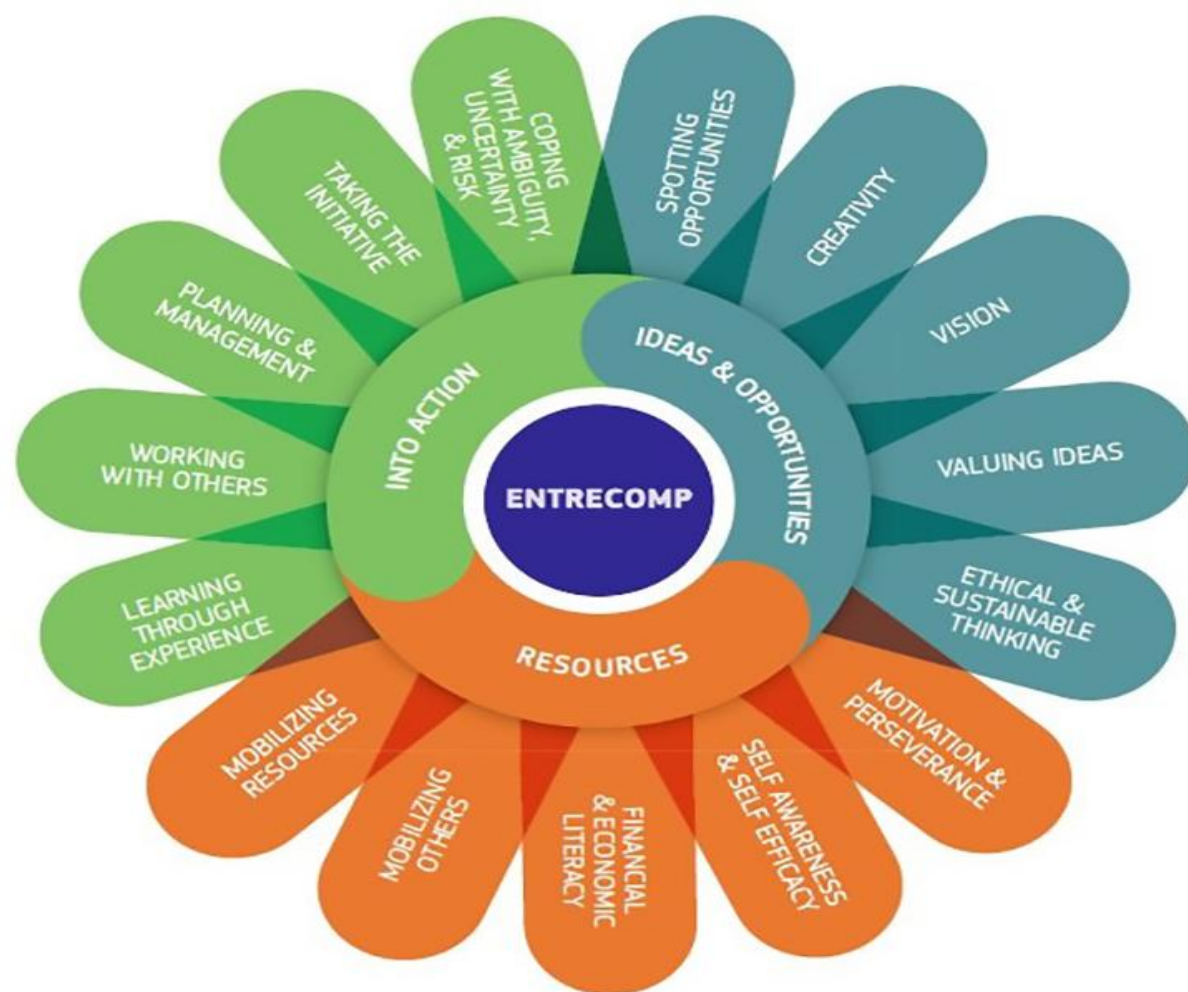 ENTRECOMP
IDEAS & OPPORTUNITIES
SPOTTING
OPPORTUNITIES
CREATIVITY
VISION
VALUING IDEAS
ETHICAL &
SUSTAINABLE
THINKING
RESOURCES
MOTIVATION &
PERSEVERANCE
SELF AWARENESS
& SELF EFFICACY
FINANCIAL
& ECONOMIC
LITERACY
MOBILIZING
OTHERS
MOBILIZING
RESOURCES
INTO ACTION
LEARNING
THROUGH
EXPERIENCE
WORKING
WITH OTHERS
PLANNING &
MANAGEMENT
TAKING THE
INITIATIVE
COPING
WITH AMBIGUITY,
UNCERTAINTY
& RISK